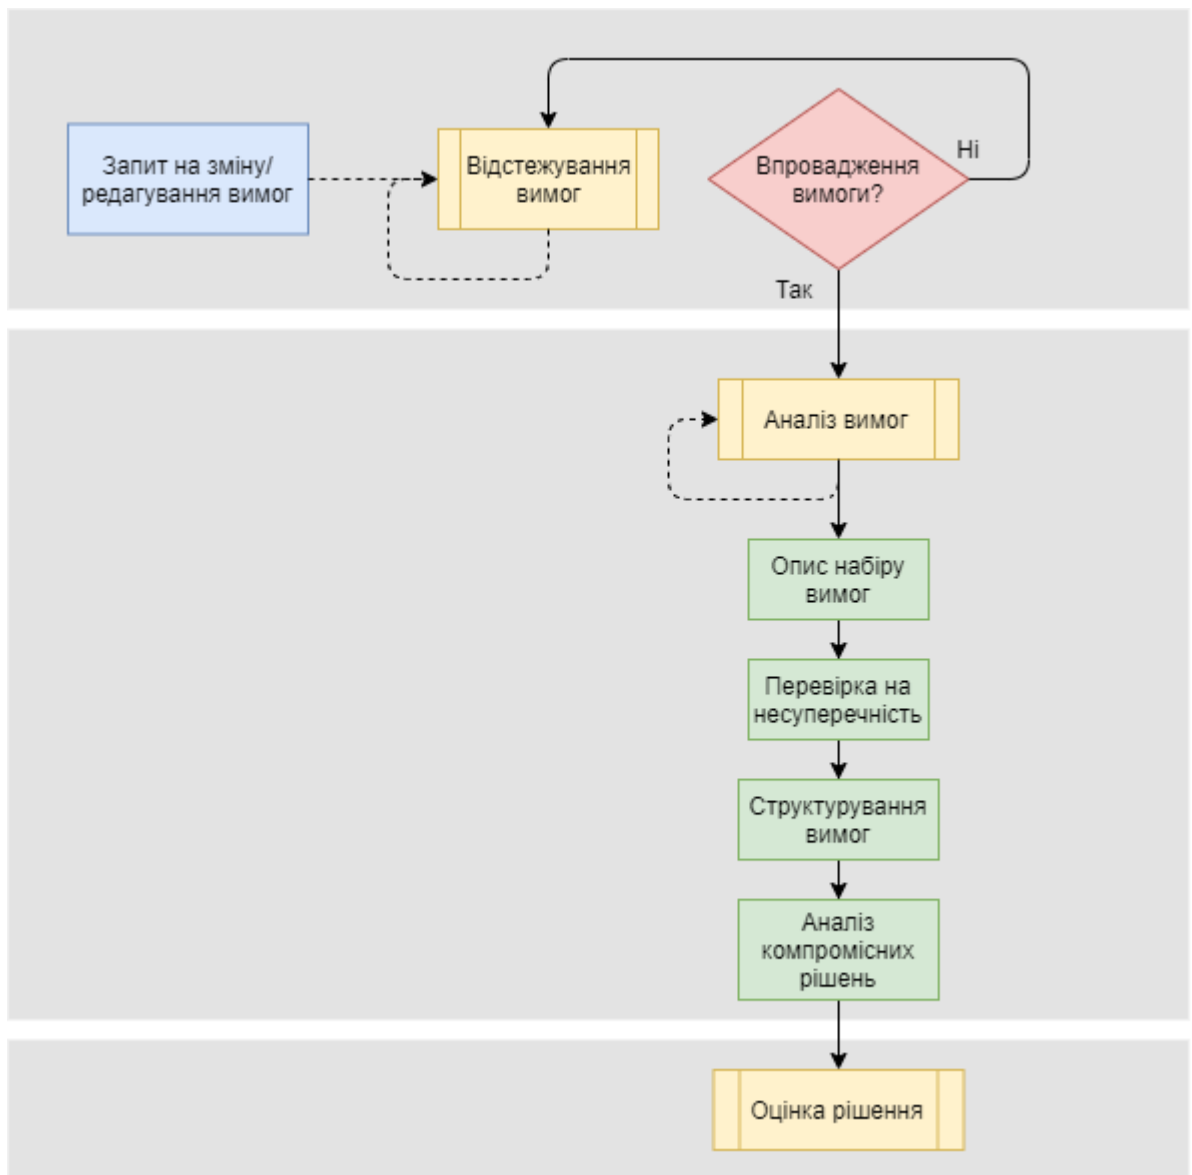 Запит на зміну/
редагування вимог
Відстежування
вимог
Впровадження
вимоги?
Ні
Так
Аналіз вимог
Опис набіру
вимог
Перевірка на
несуперечність
Структурування
вимог
Аналіз
компромісних
рішень
Оцінка рішення